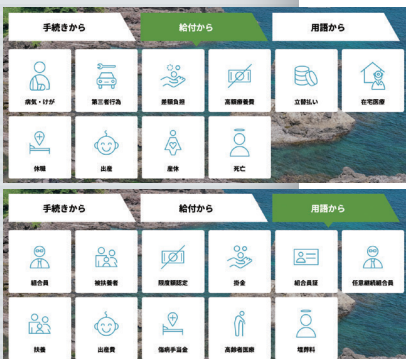 手続きから 給付から 用語から
病気・けが 第三者行為 差額負担 高額療養費 立替払い 在宅医療
休職 出産 産休 死亡
手続きから 給付から 用語から
組合員 被扶養者 限度額認定 掛金 組合員証 任意継続組合員
扶養 出産費 傷病手当金 高齢者医療 埋葬料